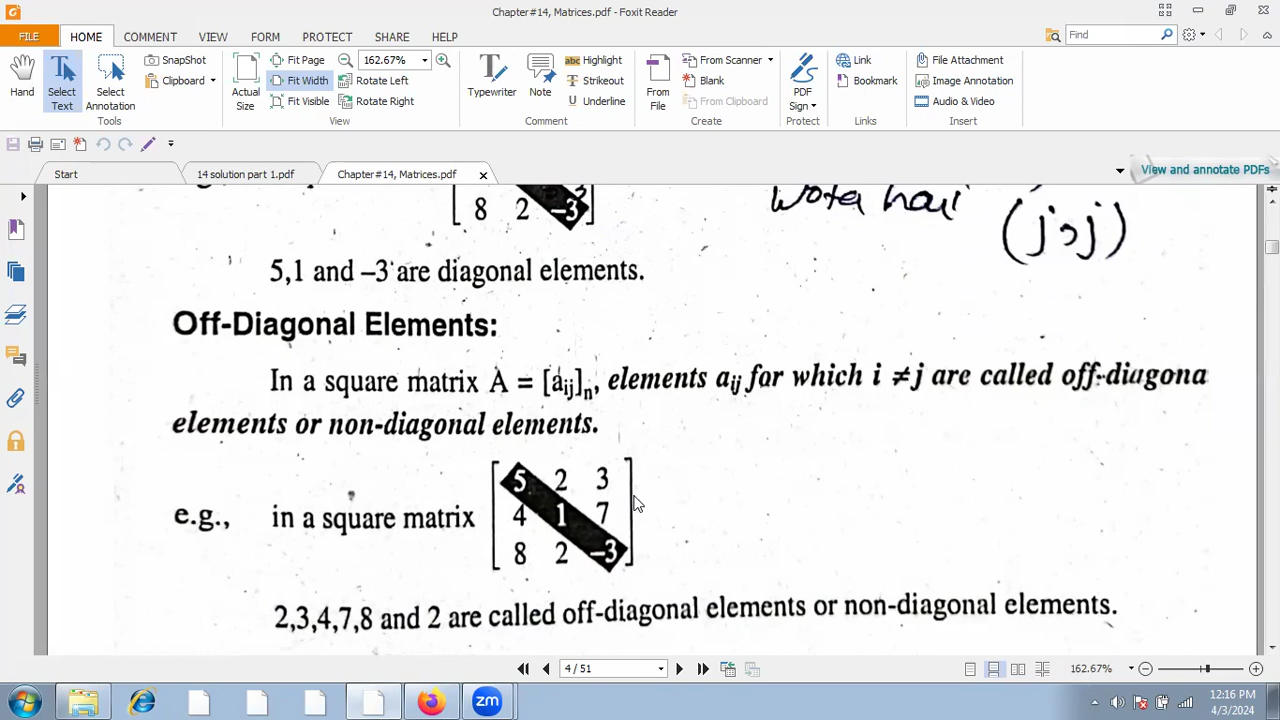 Chapter#14, Matrices.pdf - Foxit Reader
FILE HOME COMMENT VIEW FORM PROTECT SHARE HELP
Find
Hand
Select Text
Select Annotation
SnapShot
Clipboard
Tools
Actual Size
Fit Page
Fit Width
Fit Visible
162.67%
Rotate Left
Rotate Right
View
Typewriter
Note
Highlight
Strikeout
Underline
Comment
From File
From Scanner
Blank
From Clipboard
Create
PDF Sign
Protect
Link
Bookmark
Links
File Attachment
Image Annotation
Audio & Video
Insert
Start
14 solution part 1.pdf
Chapter#14, Matrices.pdf
View and annotate PDFs
8 2 –3
(j,j)
5,1 and –3 are diagonal elements.
Off-Diagonal Elements:
In a square matrix A = [aij]n, elements aij for which i ≠ j are called off-diagona
elements or non-diagonal elements.
5 2 3
e.g., in a square matrix 4 1 7
8 2 –3
2,3,4,7,8 and 2 are called off-diagonal elements or non-diagonal elements.
4 / 51
162.67%
zm
12:16 PM
4/3/2024